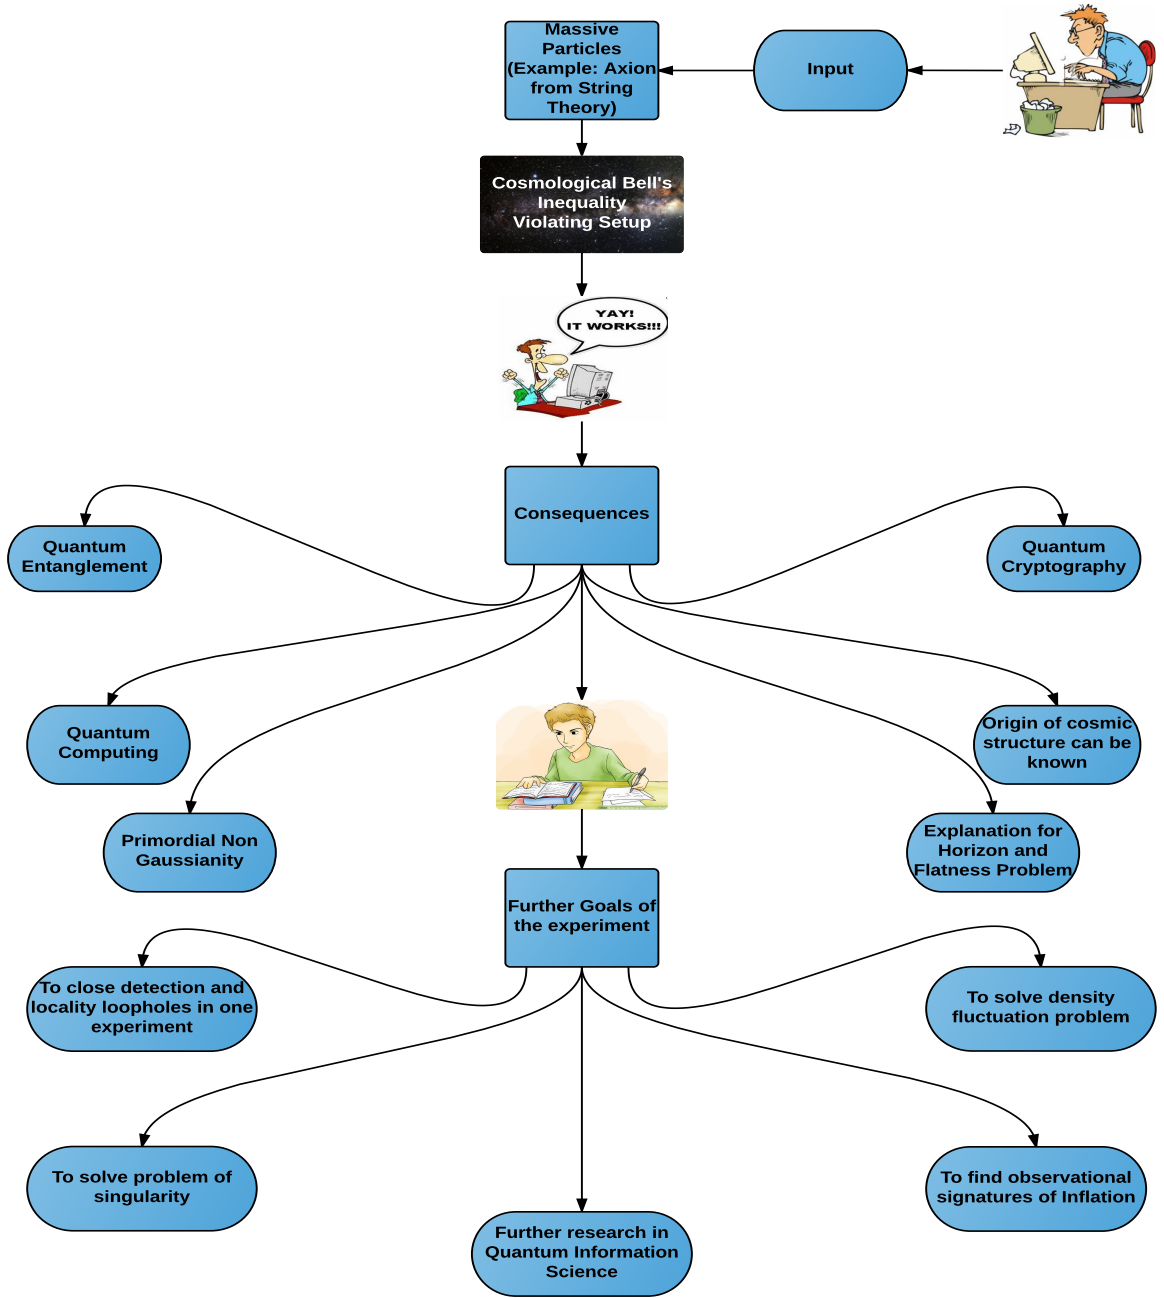 Massive
Particles
(Example: Axion
from String
Theory)
Input
Cosmological Bell's
Inequality
Violating Setup
YAY!
IT WORKS!!!
Consequences
Quantum
Entanglement
Quantum
Cryptography
Quantum
Computing
Origin of cosmic
structure can be
known
Primordial Non
Gaussianity
Explanation for
Horizon and
Flatness Problem
Further Goals of
the experiment
To close detection and
locality loopholes in one
experiment
To solve density
fluctuation problem
To solve problem of
singularity
To find observational
signatures of Inflation
Further research in
Quantum Information
Science